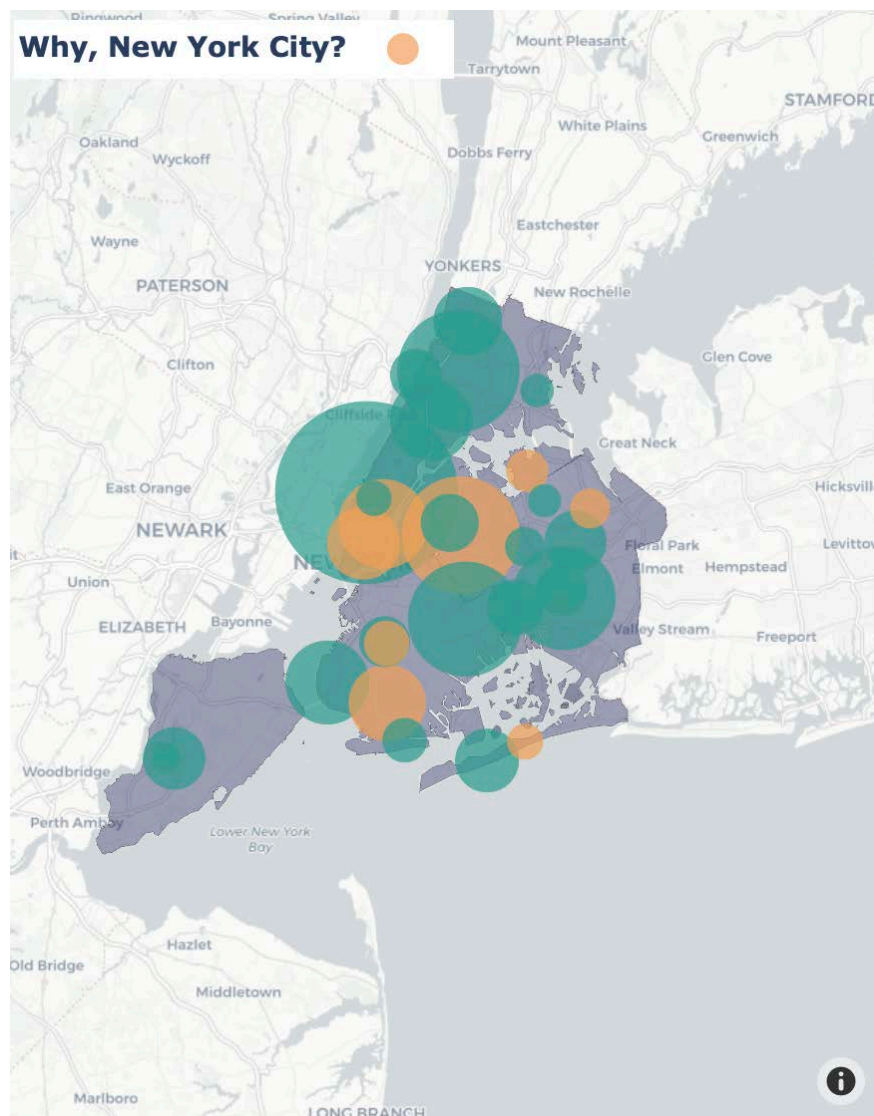 Ringwood
Spring Valley
Why, New York City?
Mount Pleasant
Tarrytown
STAMFORD
White Plains
Greenwich
Oakland
Wyckoff
Dobbs Ferry
Eastchester
Wayne
YONKERS
PATERSON
New Rochelle
Glen Cove
Clifton
Cliffside
Great Neck
East Orange
Hicksvill
NEWARK
Floral Park
Levittow
NEW
Elmont
Hempstead
Union
ELIZABETH
Bayonne
Valley Stream
Freeport
Woodbridge
Perth Amboy
Lower New York
Bay
Hazlet
Old Bridge
Middletown
Marlboro
LONG BRANCH